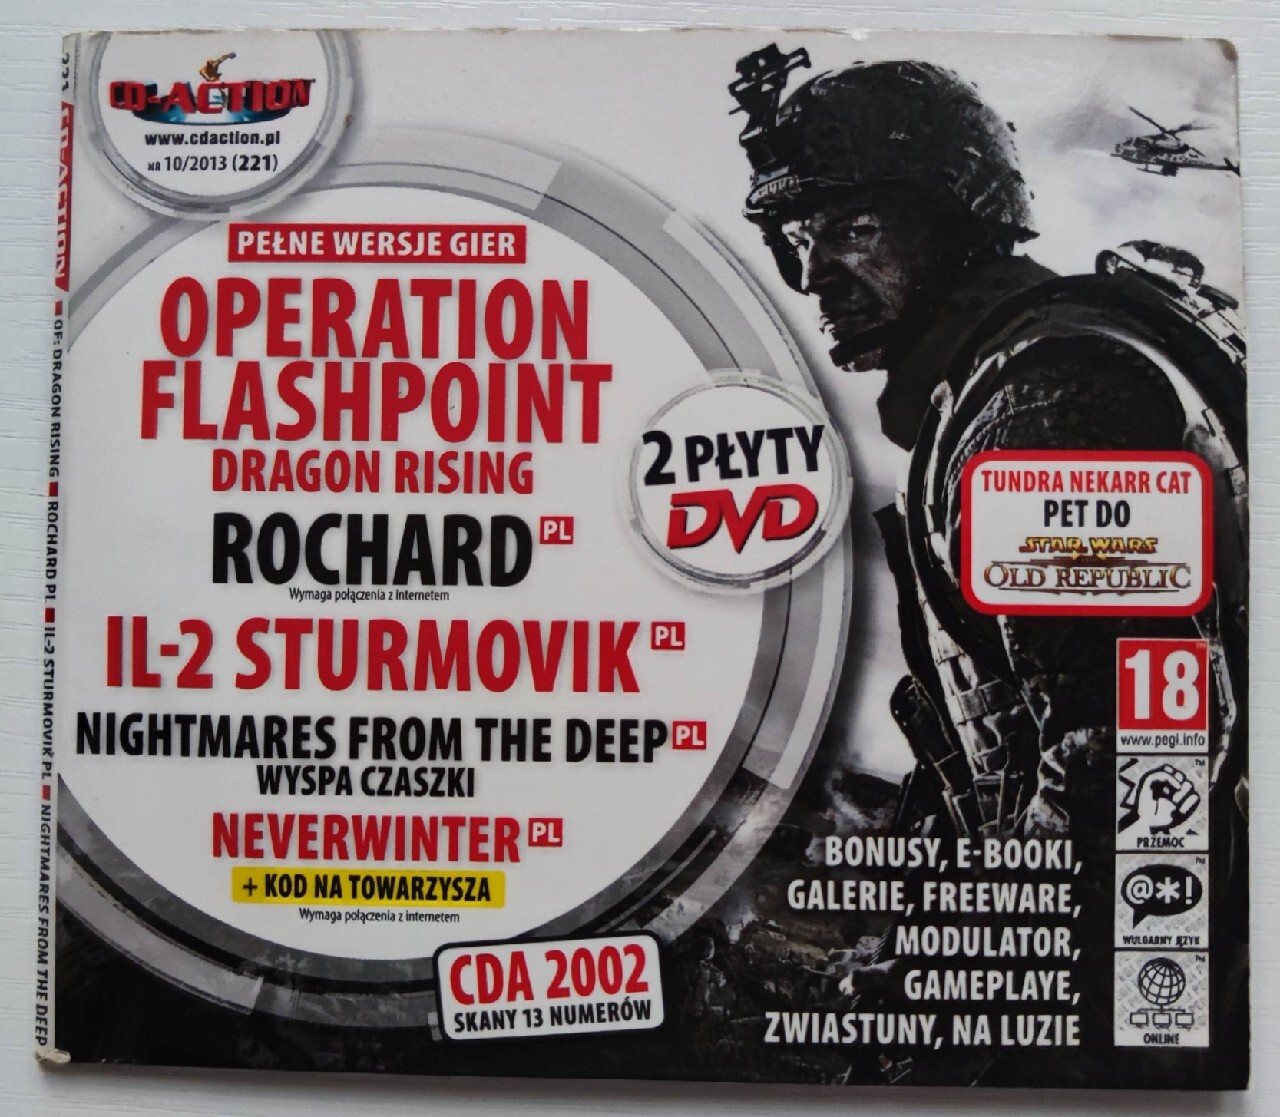 CD-ACTION
www.cdaction.pl
NR 10/2013 (221)
PEŁNE WERSJE GIER
OPERATION
FLASHPOINT
DRAGON RISING
ROCHARD PL
Wymaga połączenia z internetem
IL-2 STURMOVIK PL
NIGHTMARES FROM THE DEEP PL
WYSPA CZASZKI
NEVERWINTER PL
+ KOD NA TOWARZYSZA
Wymaga połączenia z internetem
2 PŁYTY
DVD
CDA 2002
SKANY 13 NUMERÓW
TUNDRA NEKARR CAT
PET DO
STAR WARS
OLD REPUBLIC
18
www.pegi.info
PRZEMOC
@*!
WULGARNY JĘZYK
ONLINE
BONUSY, E-BOOKI,
GALERIE, FREEWARE,
MODULATOR,
GAMEPLAYE,
ZWIASTUNY, NA LUZIE
221 CD-ACTION ■ OF: DRAGON RISING ■ ROCHARD PL ■ IL-2 STURMOVIK PL ■ NIGHTMARES FROM THE DEEP